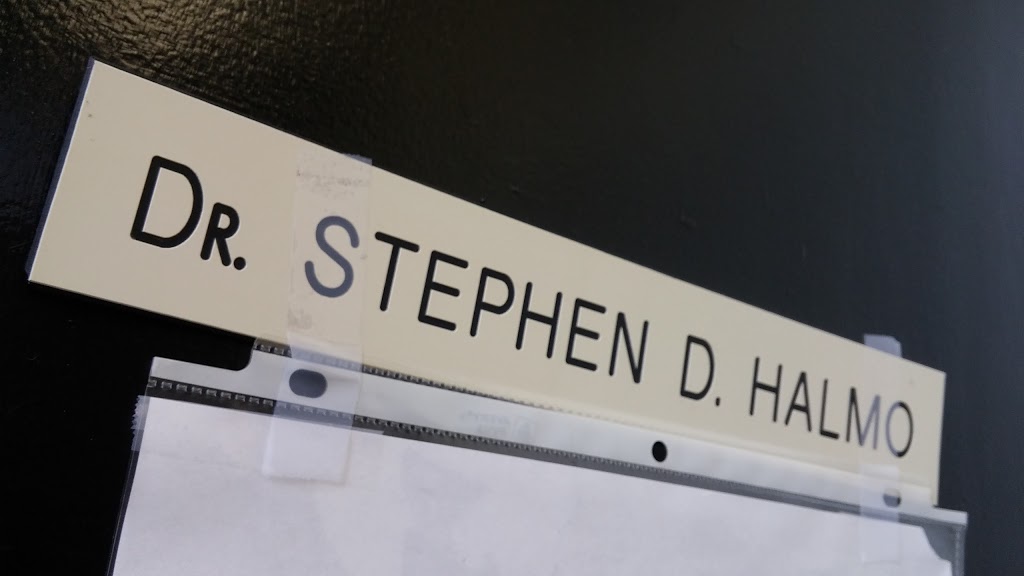 DR. STEPHEN D. HALMO